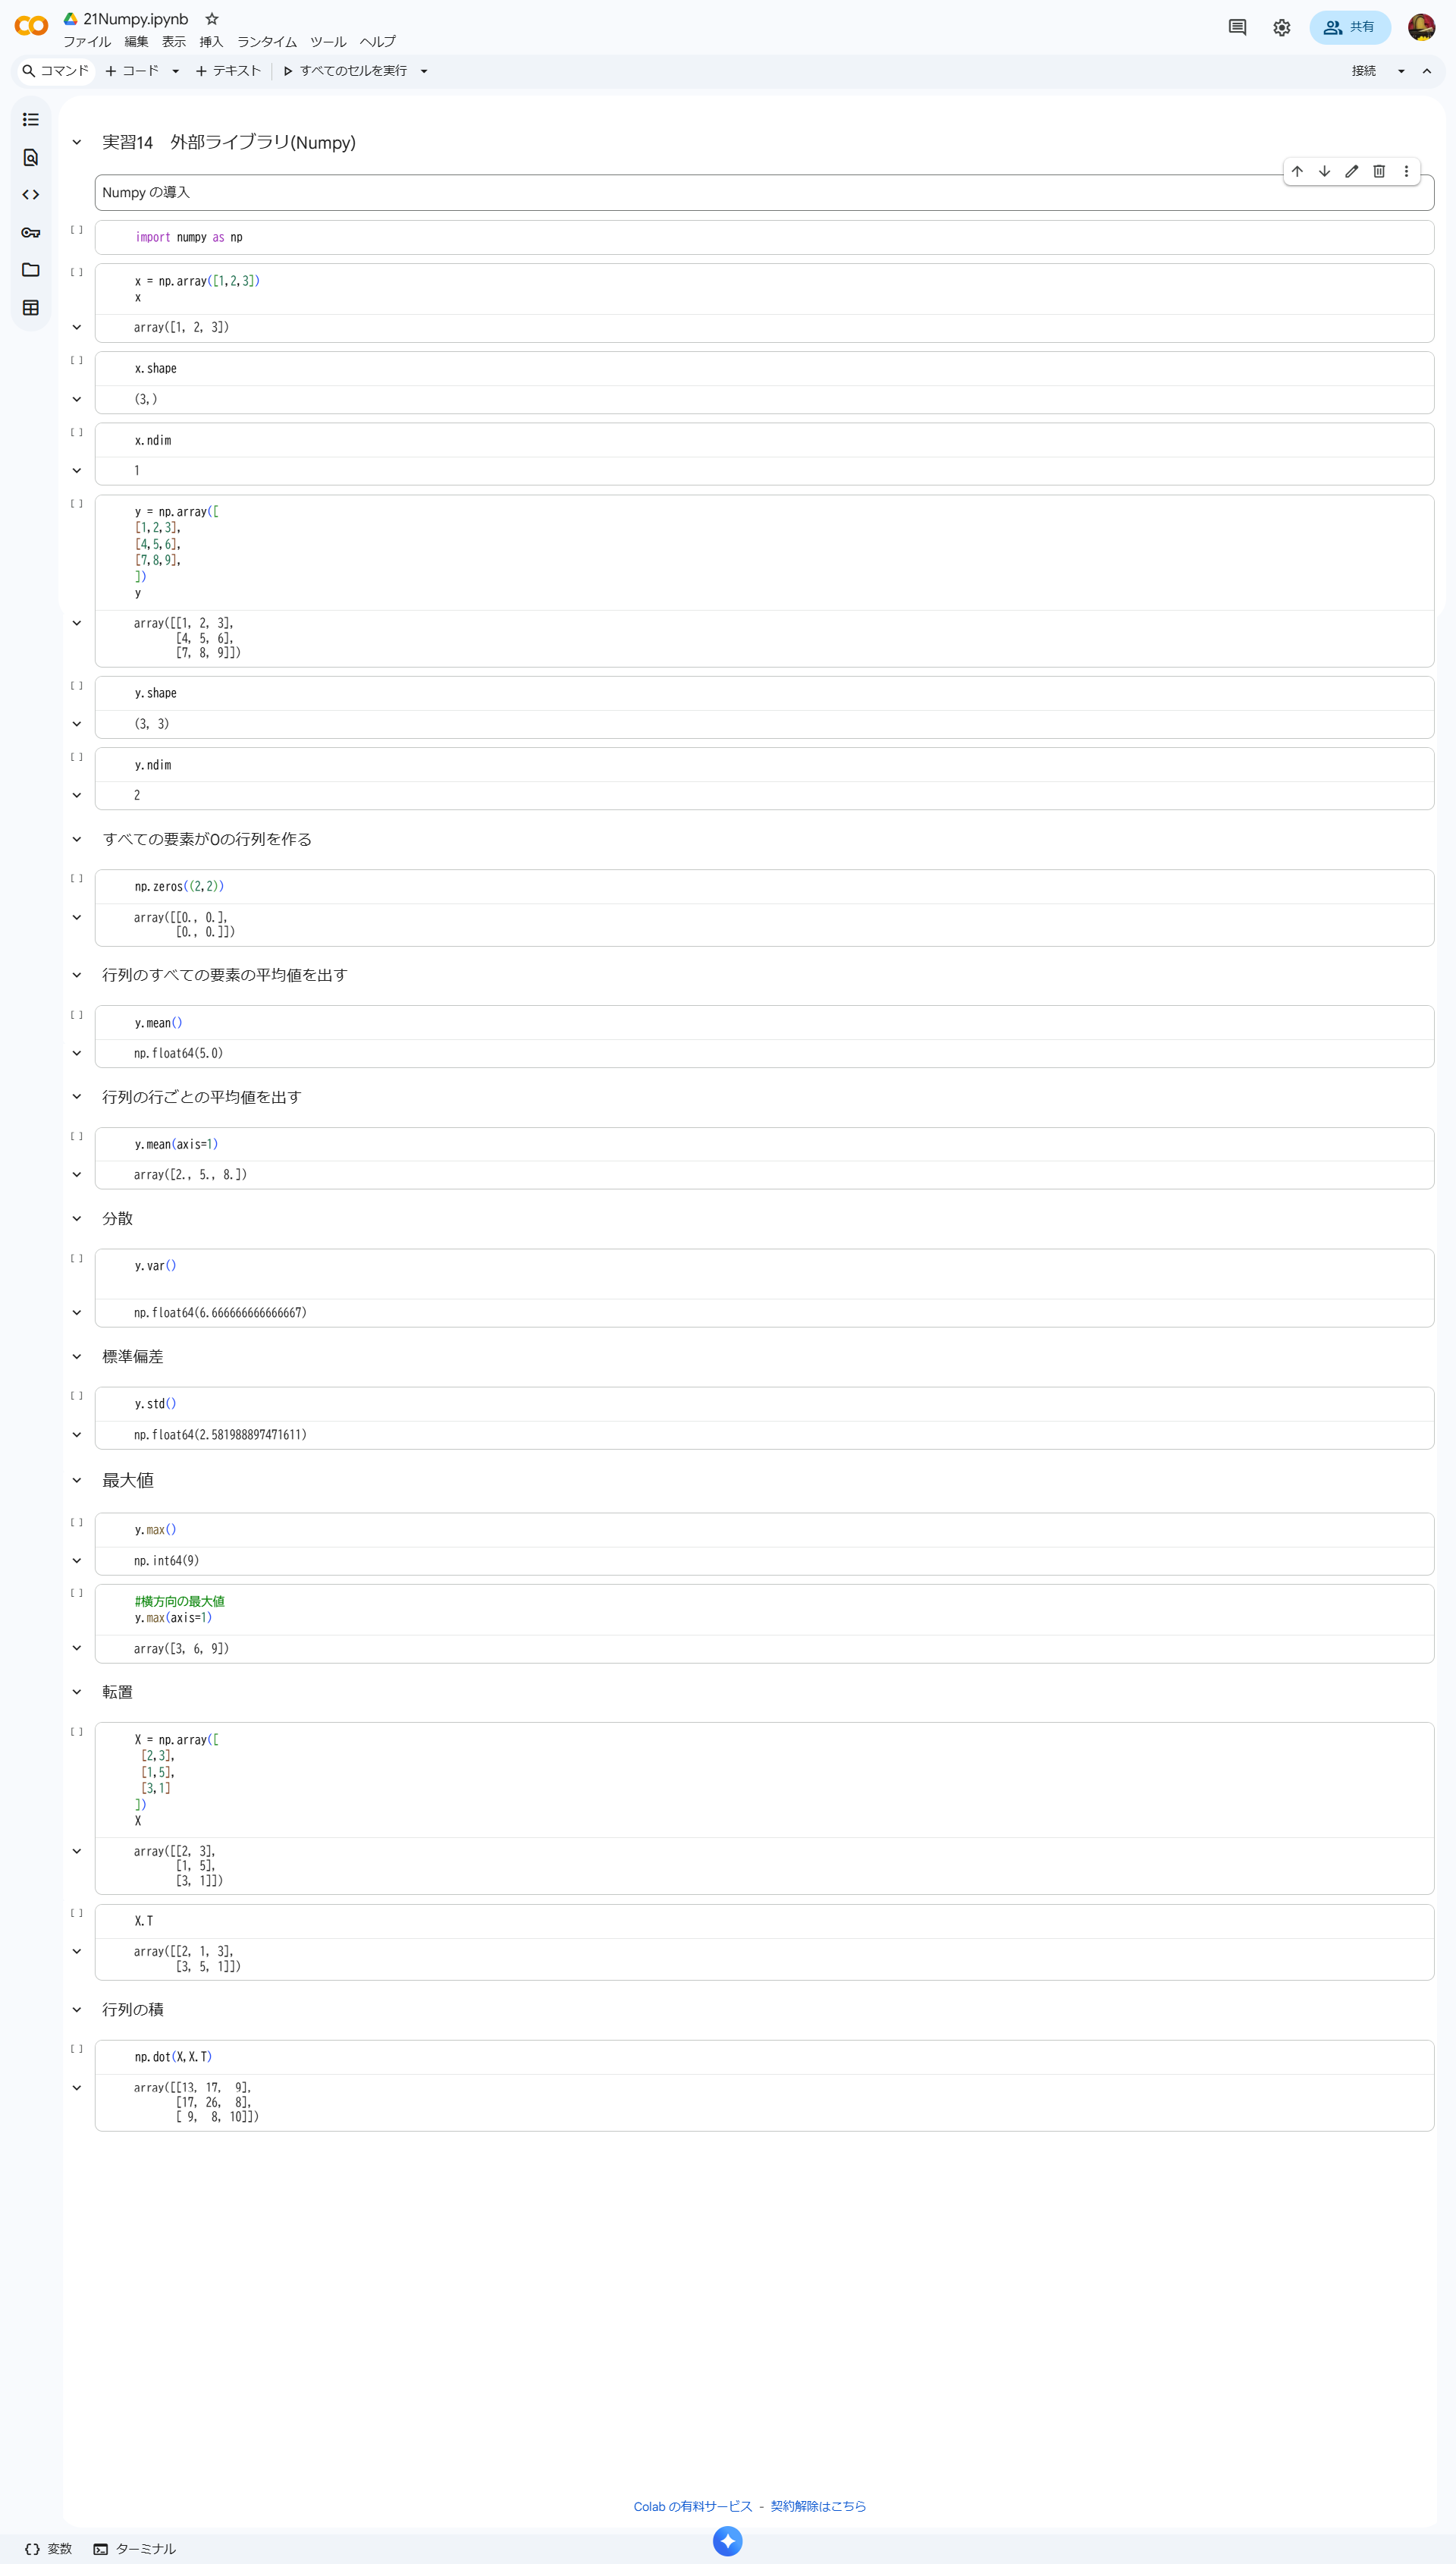 21Numpy.ipynb
ファイル 編集 表示 挿入 ランタイム ツール ヘルプ
共有
コマンド + コード + テキスト すべてのセルを実行
接続
実習14　外部ライブラリ(Numpy)
Numpy の導入
[ ] import numpy as np
[ ] x = np.array([1,2,3])
x
array([1, 2, 3])
[ ] x.shape
(3,)
[ ] x.ndim
1
[ ] y = np.array([
[1,2,3],
[4,5,6],
[7,8,9],
])
y
array([[1, 2, 3],
       [4, 5, 6],
       [7, 8, 9]])
[ ] y.shape
(3, 3)
[ ] y.ndim
2
すべての要素が0の行列を作る
[ ] np.zeros((2,2))
array([[0., 0.],
       [0., 0.]])
行列のすべての要素の平均値を出す
[ ] y.mean()
np.float64(5.0)
行列の行ごとの平均値を出す
[ ] y.mean(axis=1)
array([2., 5., 8.])
分散
[ ] y.var()
np.float64(6.666666666666667)
標準偏差
[ ] y.std()
np.float64(2.581988897471611)
最大値
[ ] y.max()
np.int64(9)
[ ] #横方向の最大値
y.max(axis=1)
array([3, 6, 9])
転置
[ ] X = np.array([
 [2,3],
 [1,5],
 [3,1]
])
X
array([[2, 3],
       [1, 5],
       [3, 1]])
[ ] X.T
array([[2, 1, 3],
       [3, 5, 1]])
行列の積
[ ] np.dot(X,X.T)
array([[13, 17,  9],
       [17, 26,  8],
       [ 9,  8, 10]])
Colab の有料サービス - 契約解除はこちら
変数 ターミナル